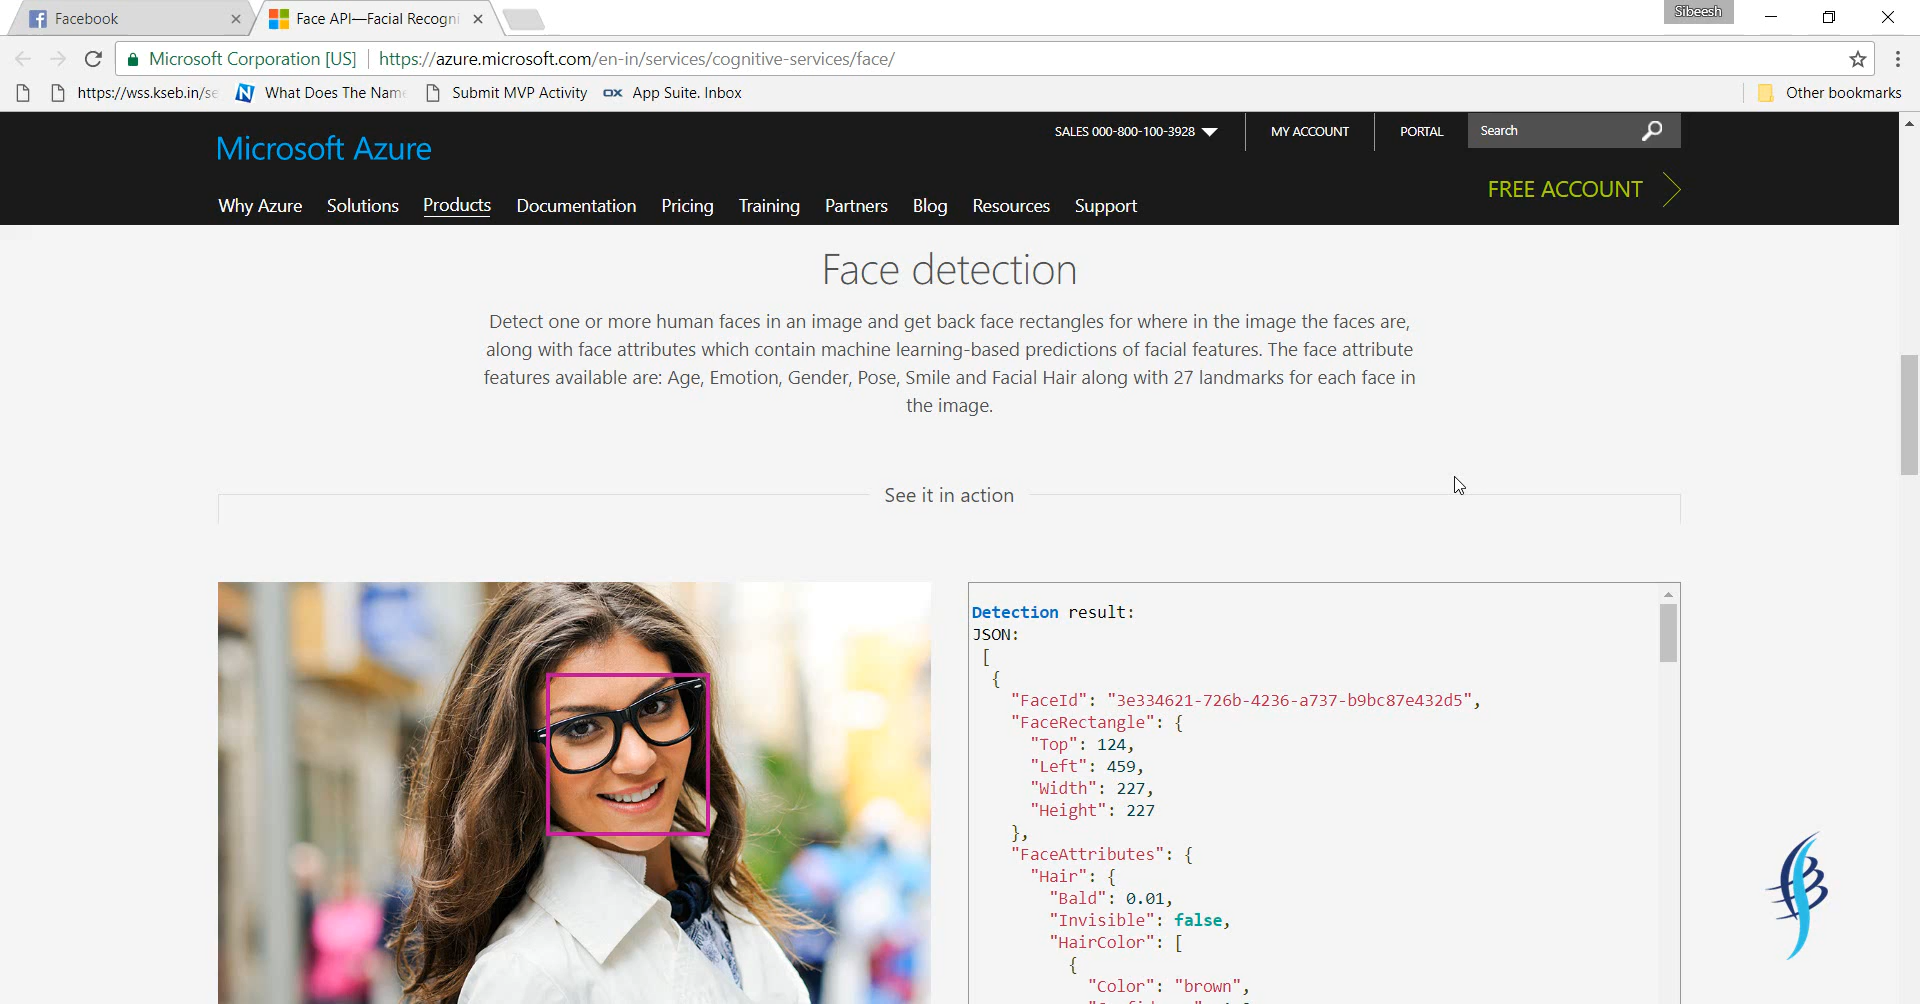 Facebook
Face API—Facial Recogni
Sibeesh
Microsoft Corporation [US] https://azure.microsoft.com/en-in/services/cognitive-services/face/
https://wss.kseb.in/se What Does The Name Submit MVP Activity OX App Suite. Inbox Other bookmarks
SALES 000-800-100-3928 MY ACCOUNT PORTAL Search
Microsoft Azure
FREE ACCOUNT
Why Azure Solutions Products Documentation Pricing Training Partners Blog Resources Support
Face detection
Detect one or more human faces in an image and get back face rectangles for where in the image the faces are,
along with face attributes which contain machine learning-based predictions of facial features. The face attribute
features available are: Age, Emotion, Gender, Pose, Smile and Facial Hair along with 27 landmarks for each face in
the image.
See it in action
Detection result:
JSON:
[
{
"FaceId": "3e334621-726b-4236-a737-b9bc87e432d5",
"FaceRectangle": {
"Top": 124,
"Left": 459,
"Width": 227,
"Height": 227
},
"FaceAttributes": {
"Hair": {
"Bald": 0.01,
"Invisible": false,
"HairColor": [
{
"Color": "brown",